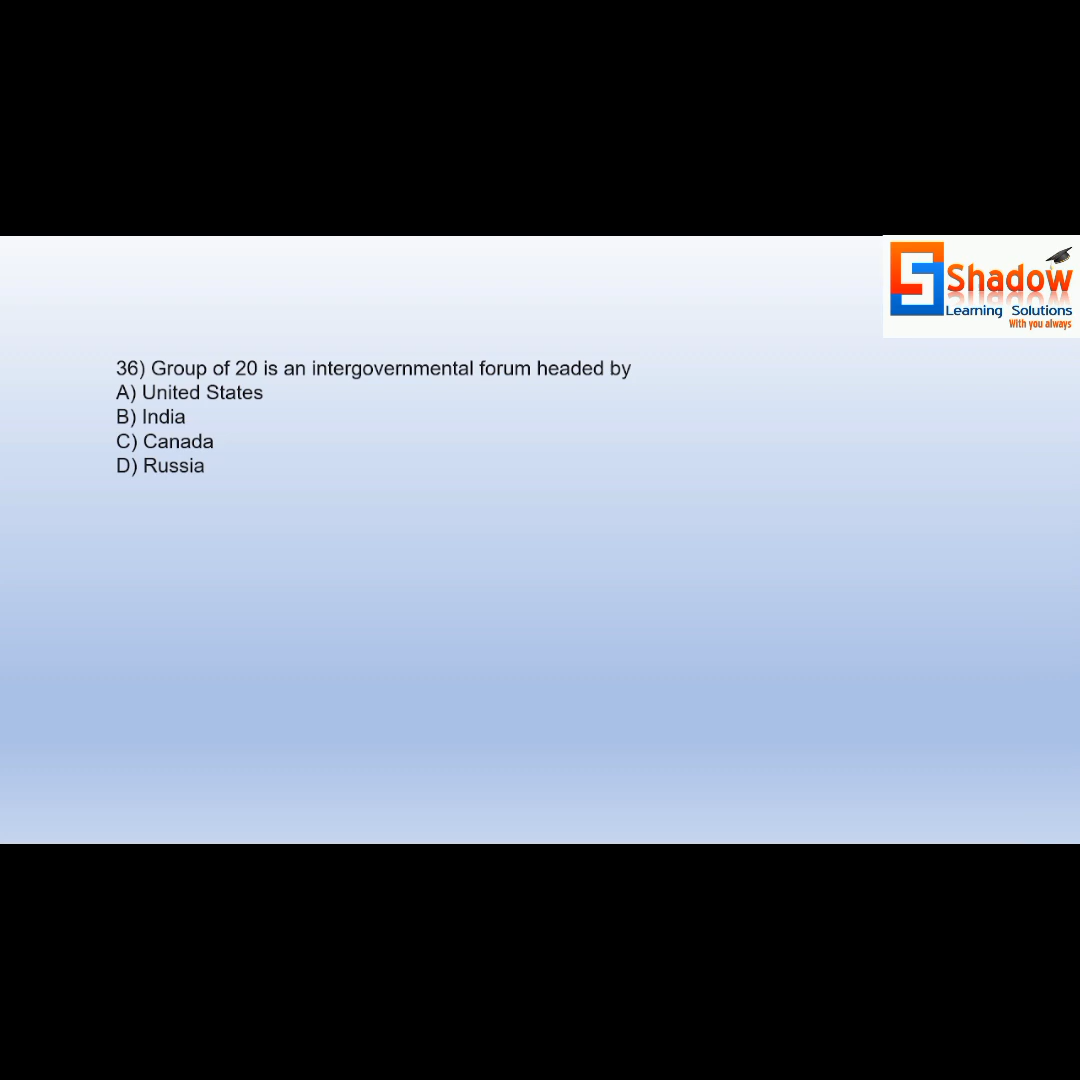 Shadow
Learning Solutions
With you always
36) Group of 20 is an intergovernmental forum headed by
A) United States
B) India
C) Canada
D) Russia